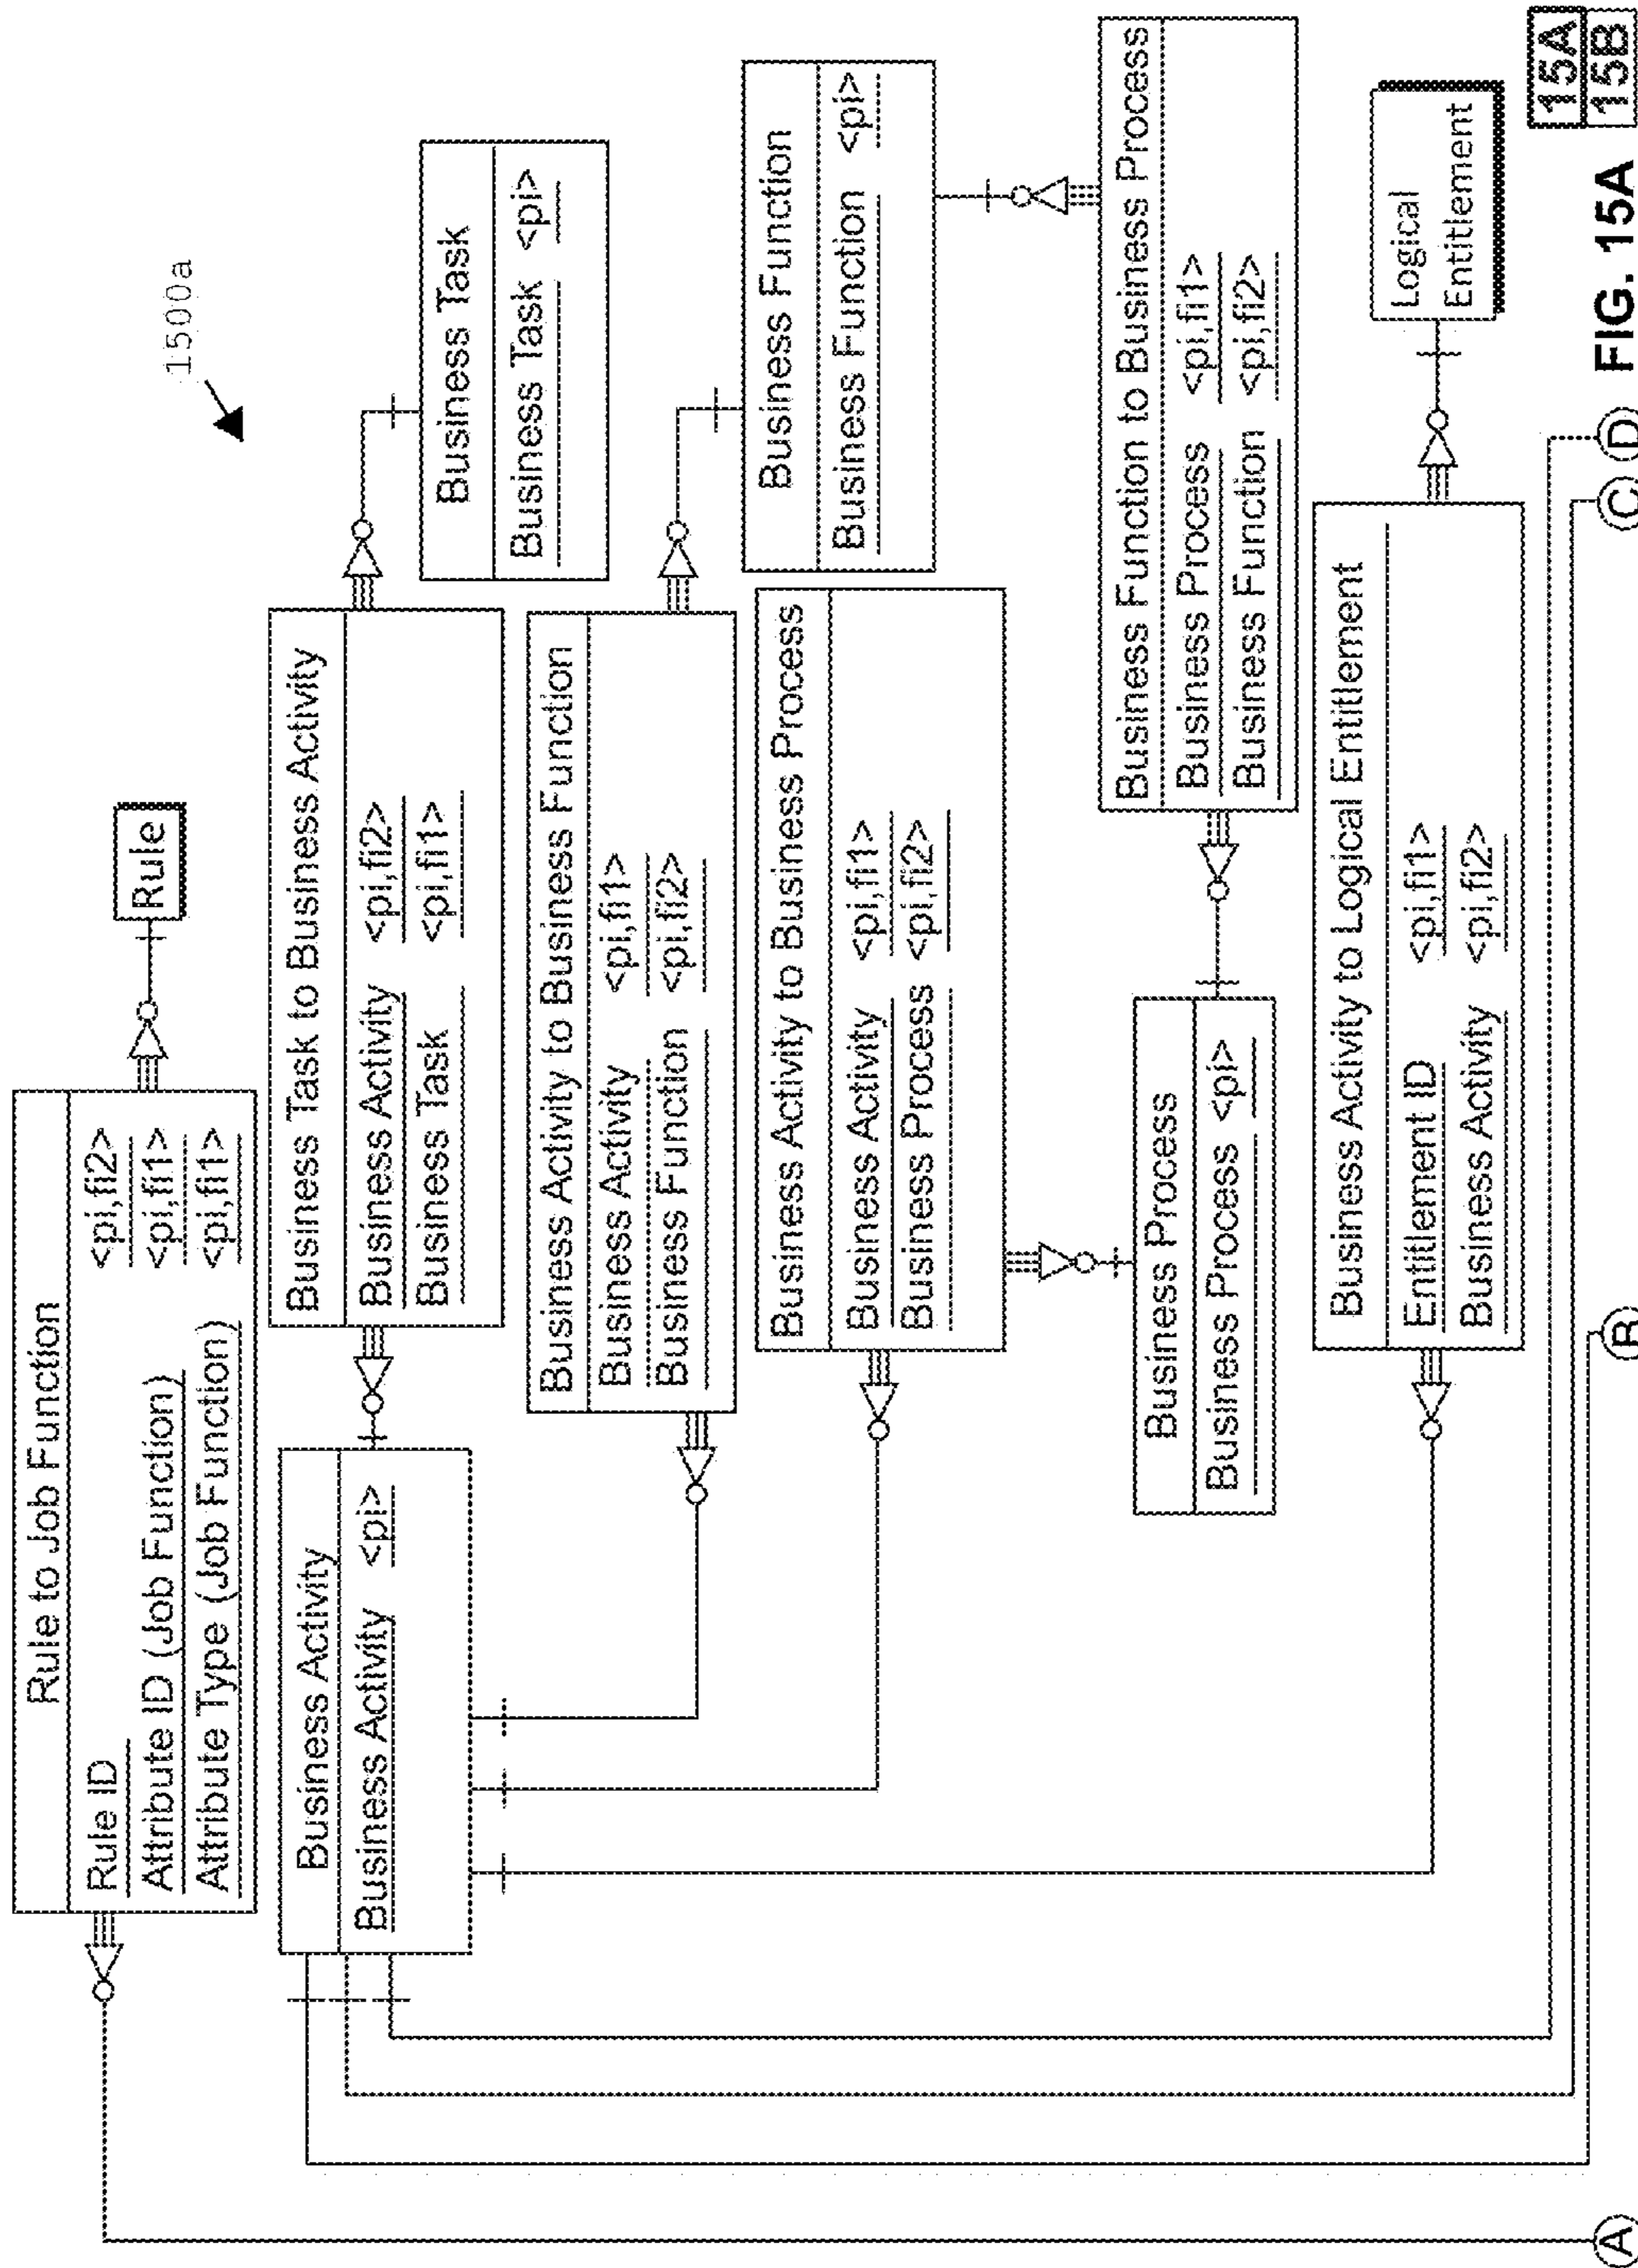 1500a
Rule to Job Function
Rule ID <pi,fi2>
Attribute ID (Job Function) <pi,fi1>
Attribute Type (Job Function) <pi,fi1>
Rule
Business Activity
Business Activity <pi>
Business Task to Business Activity
Business Activity <pi,fi2>
Business Task <pi,fi1>
Business Task
Business Task <pi>
Business Activity to Business Function
Business Activity <pi,fi1>
Business Function <pi,fi2>
Business Function
Business Function <pi>
Business Activity to Business Process
Business Activity <pi,fi1>
Business Process <pi,fi2>
Business Function to Business Process
Business Process <pi,fi1>
Business Function <pi,fi2>
Business Process
Business Process <pi>
Business Activity to Logical Entitlement
Entitlement ID <pi,fi1>
Business Activity <pi,fi2>
Logical
Entitlement
A
B
C
D
FIG. 15A
15A
15B